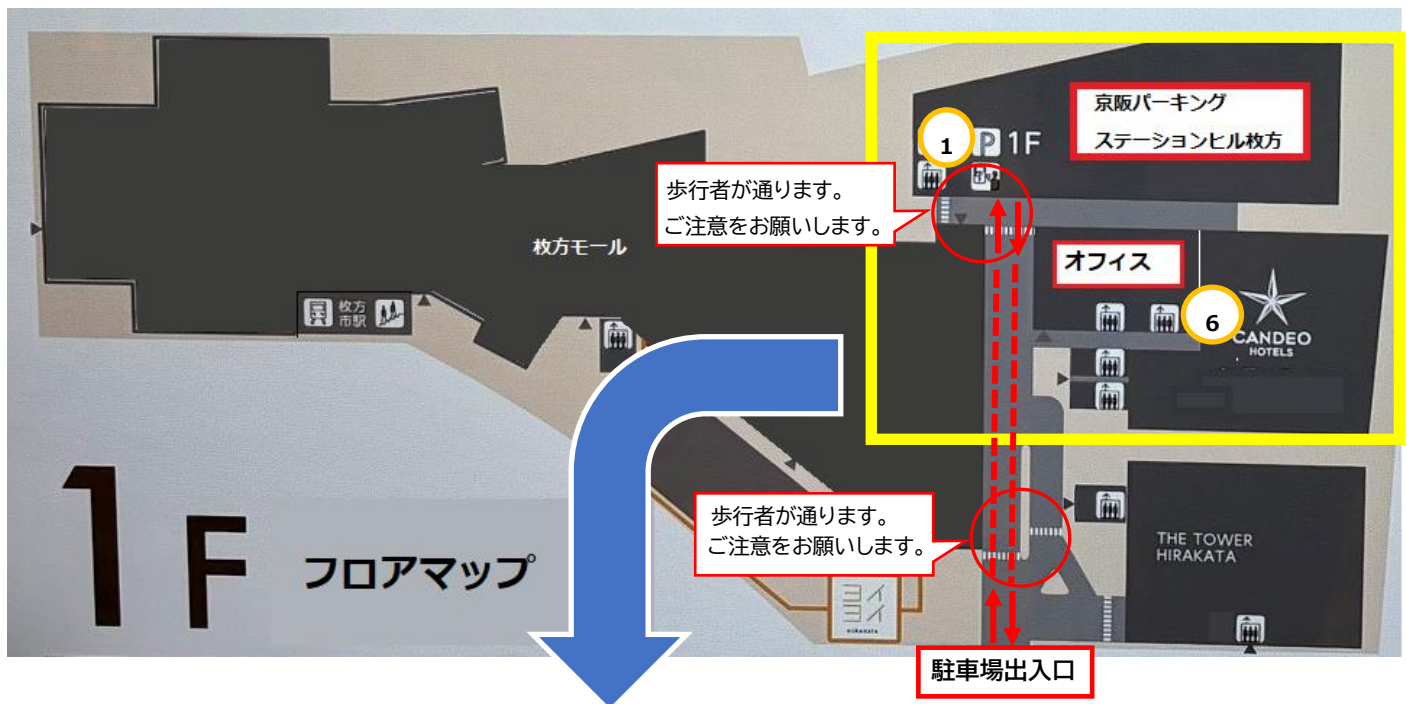 京阪パーキング
ステーションヒル枚方
1
P 1F
歩行者が通ります。
ご注意をお願いします。
枚方モール
オフィス
枚方
市駅
6
CANDEO
HOTELS
歩行者が通ります。
ご注意をお願いします。
THE TOWER
HIRAKATA
1F フロアマップ
ヨイ
ヨイ
HIRAKATA
駐車場出入口